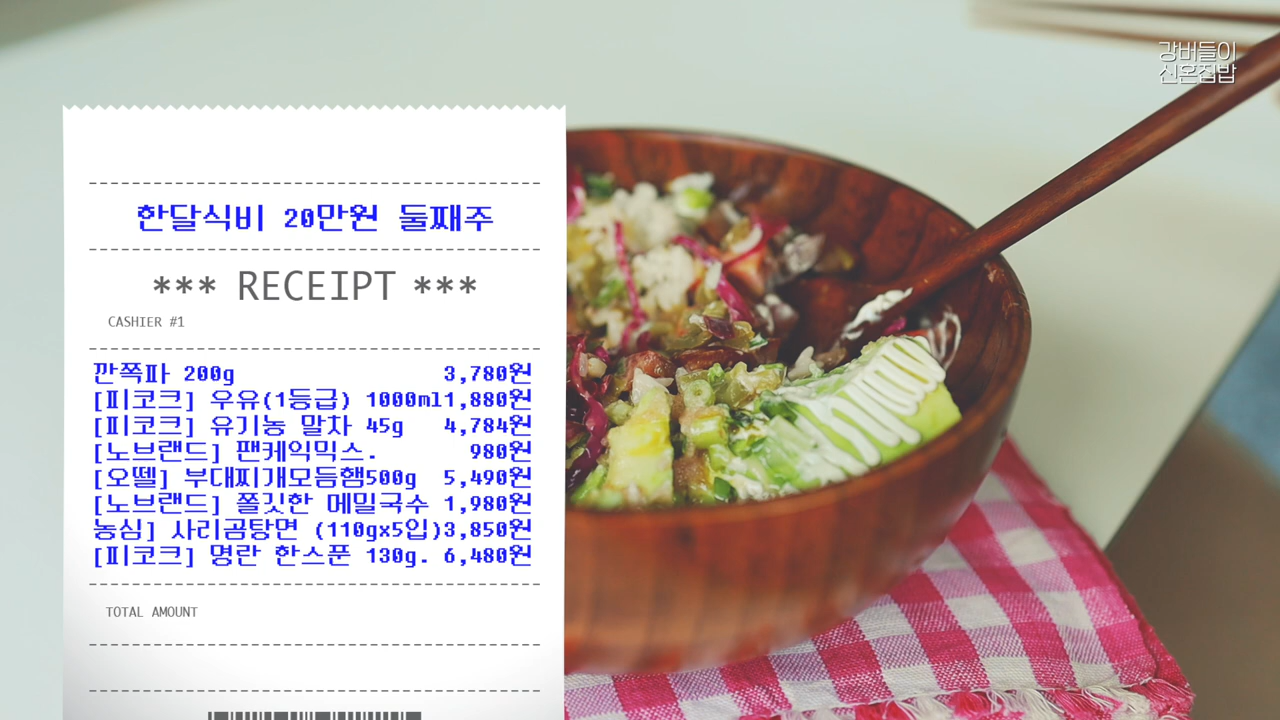 강버들이
신혼집밥
한달식비 20만원 둘째주
*** RECEIPT ***
CASHIER #1
깐쪽파 200g 3,780원
[피코크] 우유(1등급) 1000ml1,880원
[피코크] 유기농 말차 45g 4,784원
[노브랜드] 팬케익믹스. 980원
[오뗄] 부대찌개모듬햄500g 5,490원
[노브랜드] 쫄깃한 메밀국수 1,980원
농심] 사리곰탕면 (110gx5입)3,850원
[피코크] 명란 한스푼 130g. 6,480원
TOTAL AMOUNT